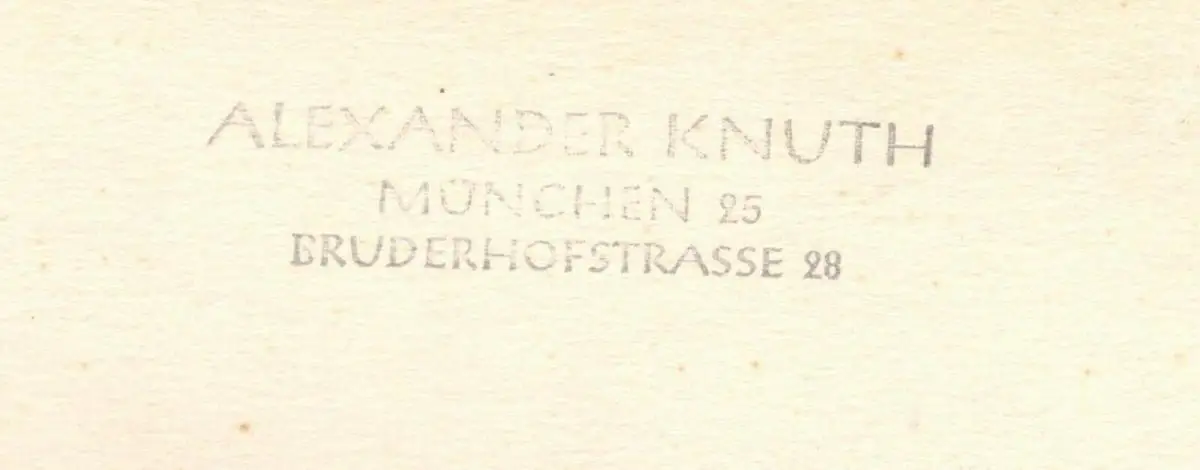 ALEXANDER KNUTH
MÜNCHEN 25
BRUDERHOFSTRASSE 28